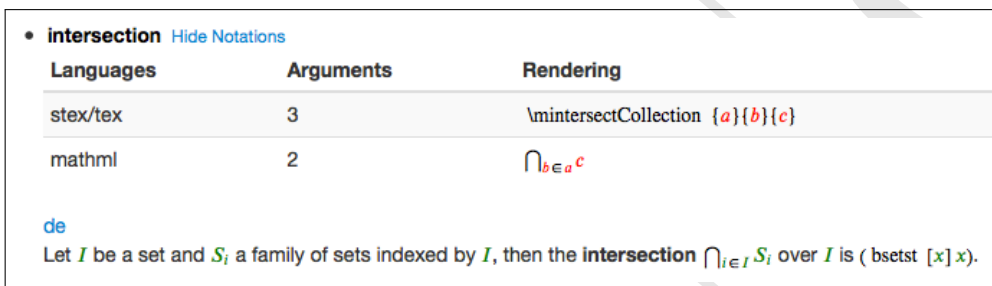 • intersection Hide Notations
Languages Arguments Rendering
stex/tex 3 \mintersectCollection {a}{b}{c}
mathml 2 ⋂b∈a c
de
Let I be a set and Si a family of sets indexed by I, then the intersection ⋂i∈I Si over I is ( bsetst [x] x).